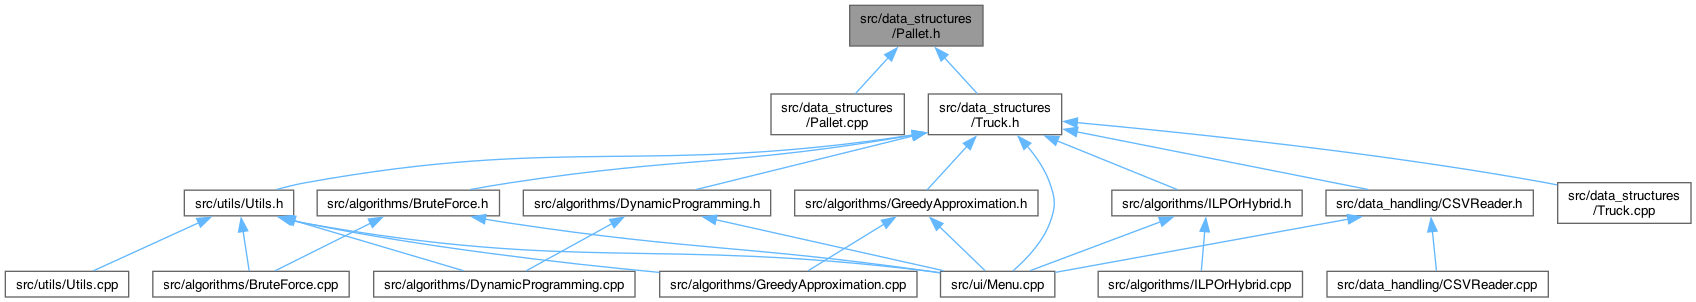 src/data_structures
/Pallet.h
src/data_structures
/Pallet.cpp
src/data_structures
/Truck.h
src/utils/Utils.h
src/algorithms/BruteForce.h
src/algorithms/DynamicProgramming.h
src/algorithms/GreedyApproximation.h
src/algorithms/ILPOrHybrid.h
src/data_handling/CSVReader.h
src/data_structures
/Truck.cpp
src/utils/Utils.cpp
src/algorithms/BruteForce.cpp
src/algorithms/DynamicProgramming.cpp
src/algorithms/GreedyApproximation.cpp
src/ui/Menu.cpp
src/algorithms/ILPOrHybrid.cpp
src/data_handling/CSVReader.cpp